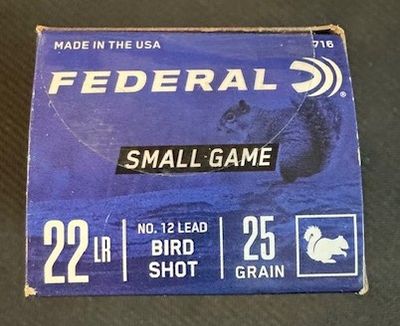 MADE IN THE USA
716
FEDERAL ®
SMALL GAME
22 LR
NO. 12 LEAD
BIRD
SHOT
25
GRAIN